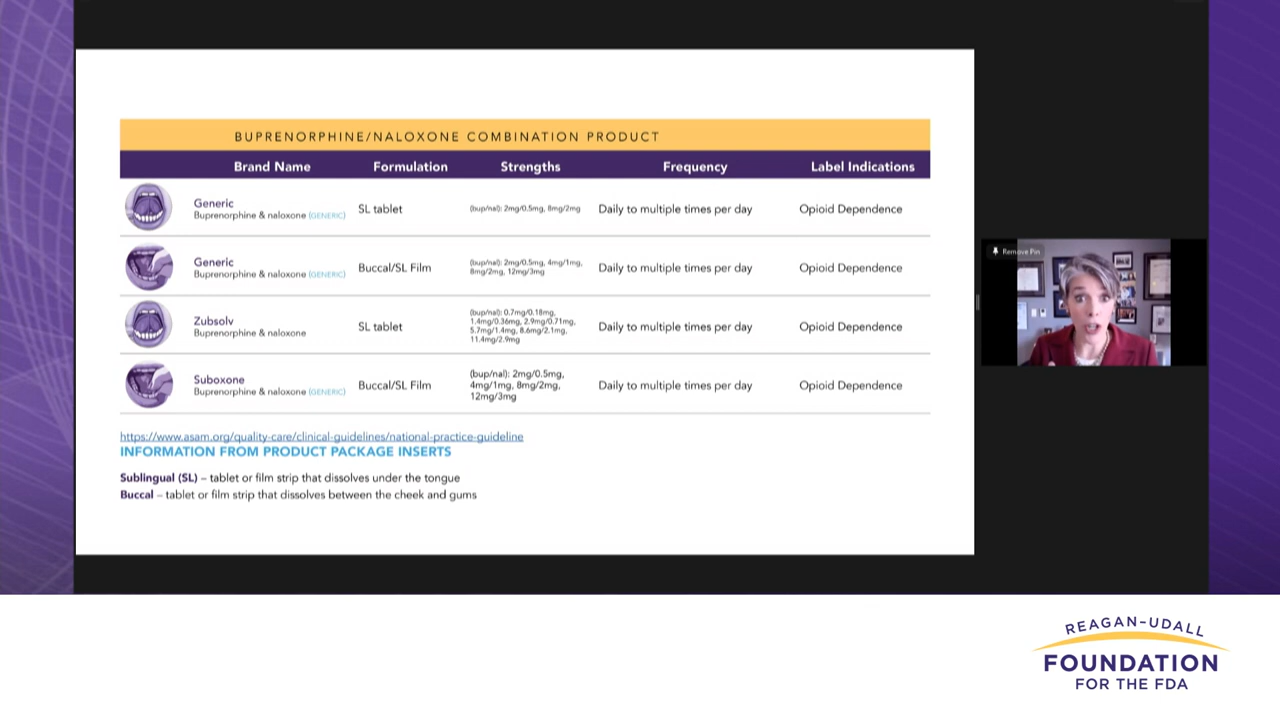 BUPRENORPHINE/NALOXONE COMBINATION PRODUCT
Brand Name Formulation Strengths Frequency Label Indications
Generic
Buprenorphine & naloxone (GENERIC)
SL tablet
(bup/nal): 2mg/0.5mg, 8mg/2mg
Daily to multiple times per day
Opioid Dependence
Generic
Buprenorphine & naloxone (GENERIC)
Buccal/SL Film
(bup/nal): 2mg/0.5mg, 4mg/1mg,
8mg/2mg, 12mg/3mg
Daily to multiple times per day
Opioid Dependence
Zubsolv
Buprenorphine & naloxone
SL tablet
(bup/nal): 0.7mg/0.18mg,
1.4mg/0.36mg, 2.9mg/0.71mg,
5.7mg/1.4mg, 8.6mg/2.1mg,
11.4mg/2.9mg
Daily to multiple times per day
Opioid Dependence
Suboxone
Buprenorphine & naloxone (GENERIC)
Buccal/SL Film
(bup/nal): 2mg/0.5mg,
4mg/1mg, 8mg/2mg,
12mg/3mg
Daily to multiple times per day
Opioid Dependence
https://www.asam.org/quality-care/clinical-guidelines/national-practice-guideline
INFORMATION FROM PRODUCT PACKAGE INSERTS
Sublingual (SL) – tablet or film strip that dissolves under the tongue
Buccal – tablet or film strip that dissolves between the cheek and gums
Remove Pin
REAGAN-UDALL
FOUNDATION
FOR THE FDA